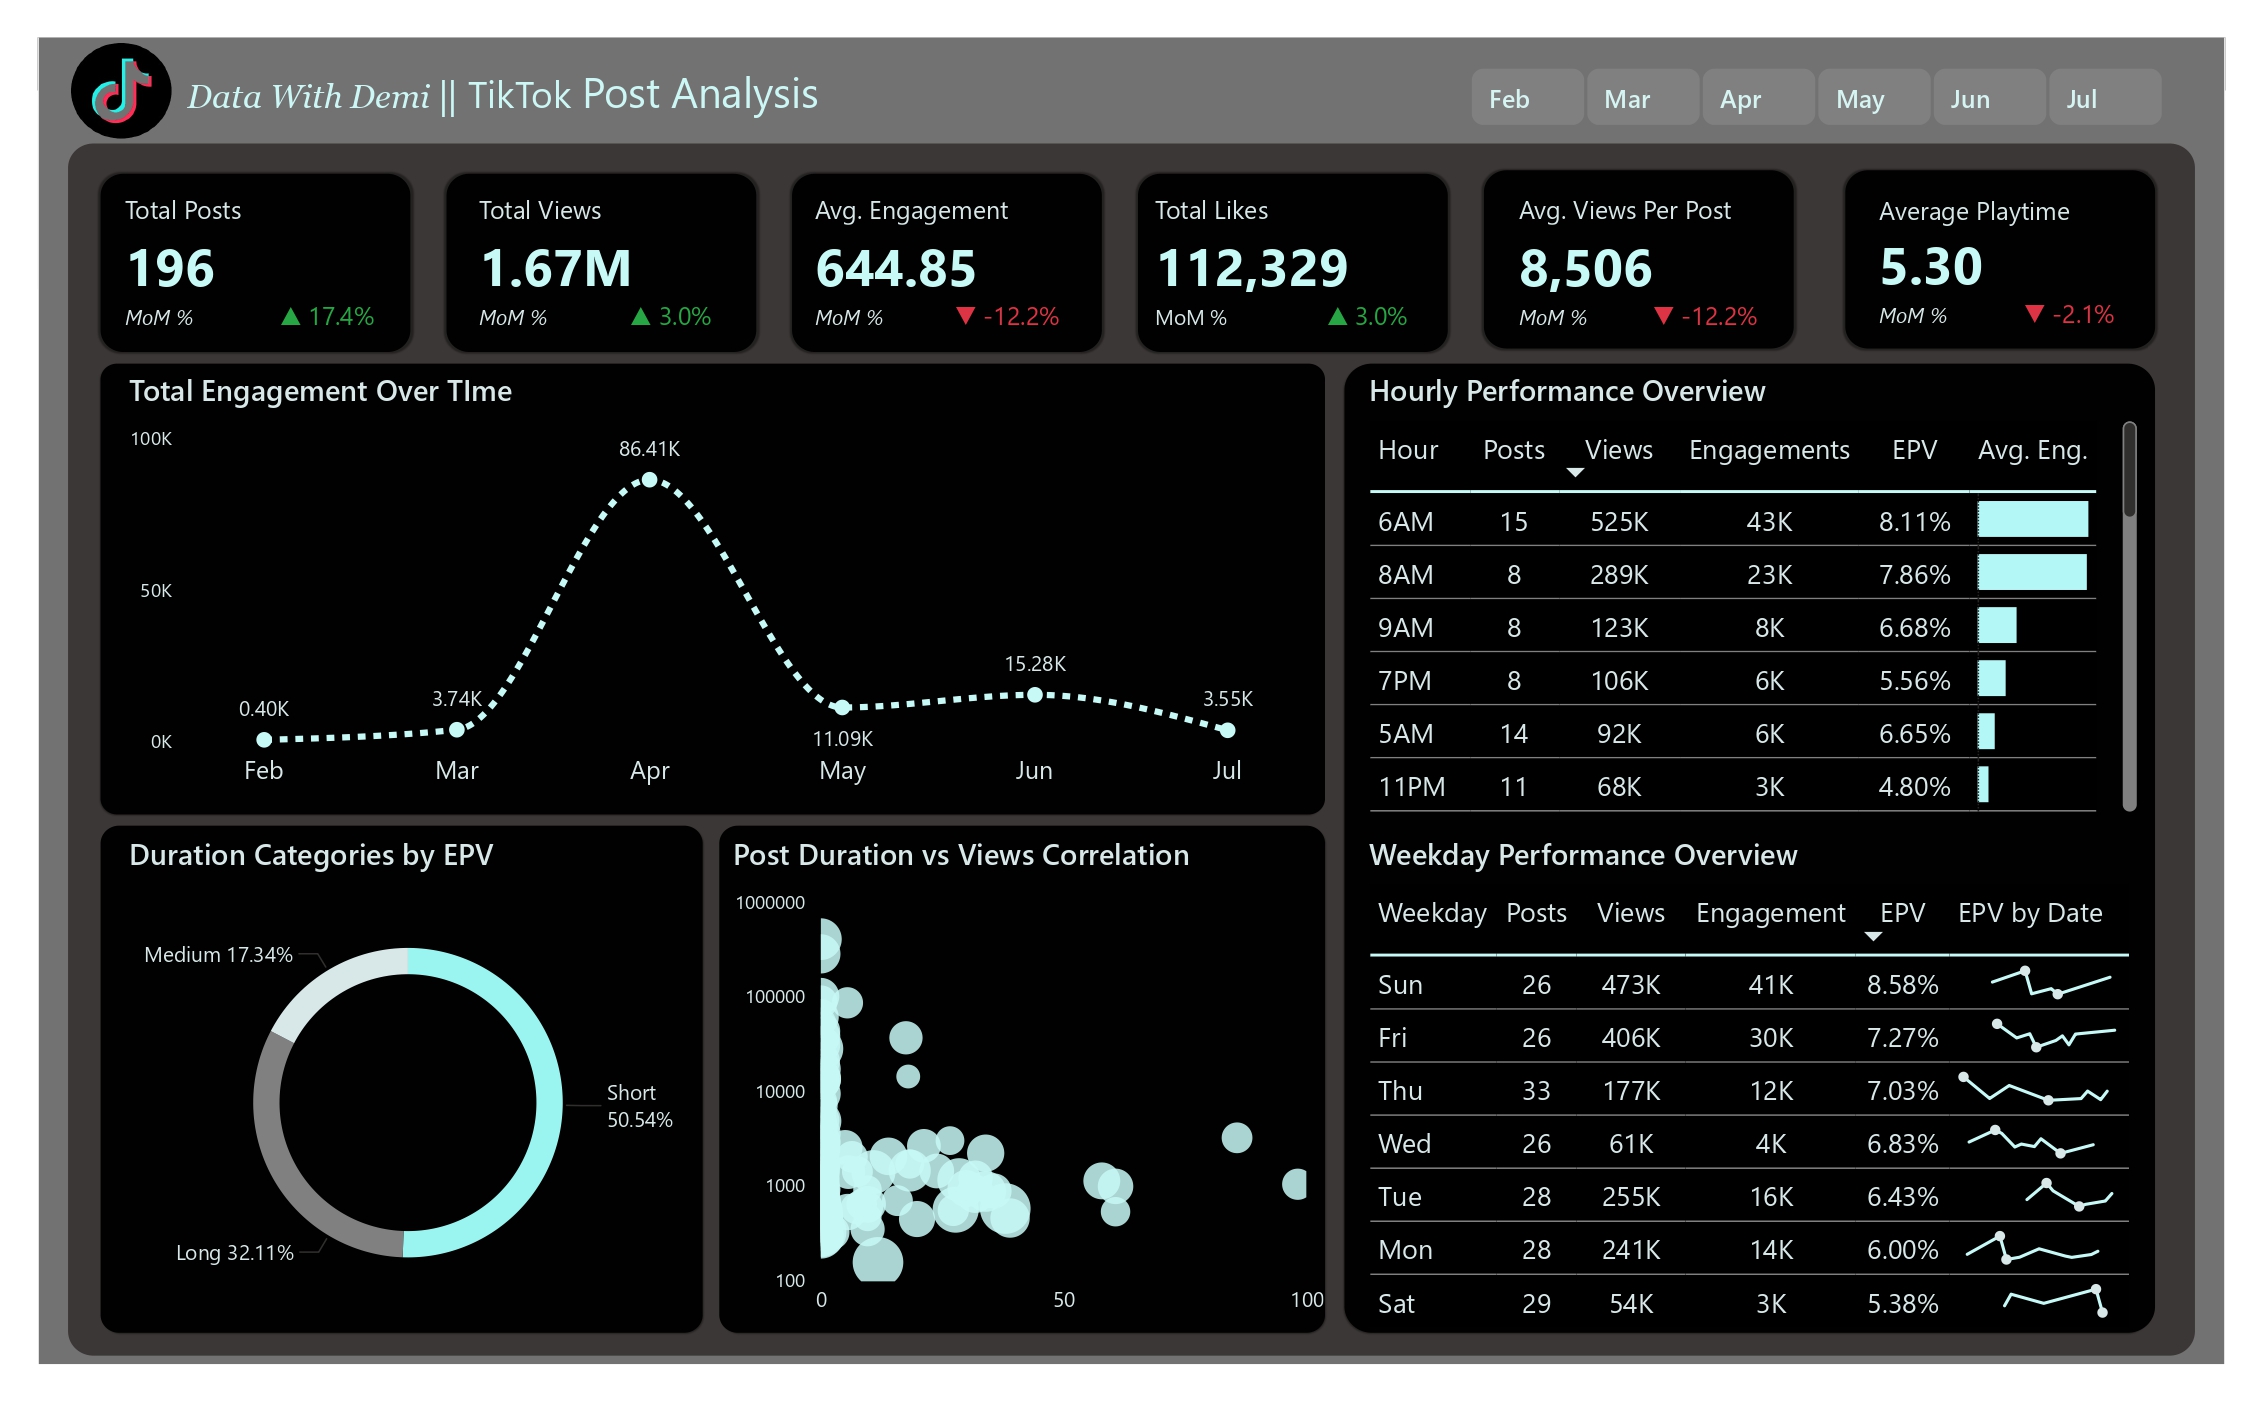 Data With Demi || TikTok Post Analysis
Feb Mar Apr May Jun Jul
Total Posts
196
MoM % ▲ 17.4%
Total Views
1.67M
MoM % ▲ 3.0%
Avg. Engagement
644.85
MoM % ▼ -12.2%
Total Likes
112,329
MoM % ▲ 3.0%
Avg. Views Per Post
8,506
MoM % ▼ -12.2%
Average Playtime
5.30
MoM % ▼ -2.1%
Total Engagement Over TIme
100K
50K
0K
0.40K
3.74K
86.41K
11.09K
15.28K
3.55K
Feb Mar Apr May Jun Jul
Hourly Performance Overview
Hour Posts Views Engagements EPV Avg. Eng.
6AM 15 525K 43K 8.11%
8AM 8 289K 23K 7.86%
9AM 8 123K 8K 6.68%
7PM 8 106K 6K 5.56%
5AM 14 92K 6K 6.65%
11PM 11 68K 3K 4.80%
Duration Categories by EPV
Medium 17.34%
Short
50.54%
Long 32.11%
Post Duration vs Views Correlation
1000000
100000
10000
1000
100
0 50 100
Weekday Performance Overview
Weekday Posts Views Engagement EPV EPV by Date
Sun 26 473K 41K 8.58%
Fri 26 406K 30K 7.27%
Thu 33 177K 12K 7.03%
Wed 26 61K 4K 6.83%
Tue 28 255K 16K 6.43%
Mon 28 241K 14K 6.00%
Sat 29 54K 3K 5.38%